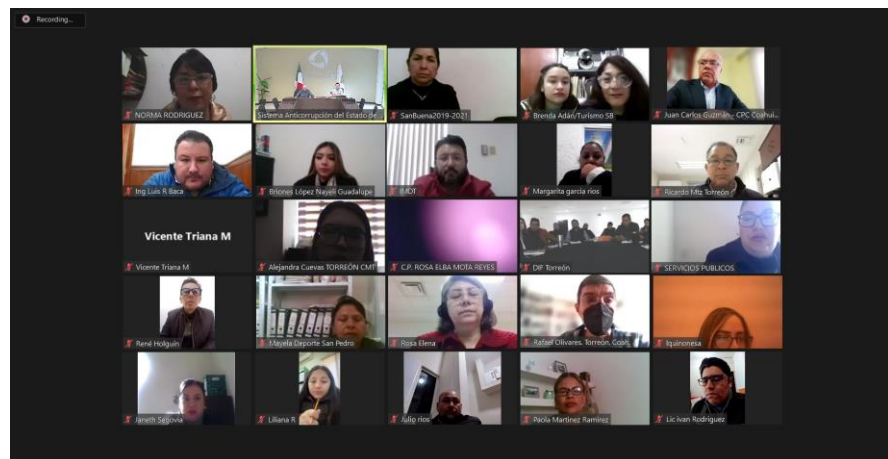 Recording...
NORMA RODRIGUEZ
Sistema Anticorrupción del Estado de
SanBuena2019-2021
Brenda Adáo/Turismo SB
Juan Carlos Guzmán - CPC Coahui...
Ing Luis R Baca
Briones López Nayeli Guadalupe
IMDT
Margarita garcia rios
Ricardo Mtz Torreón
Vicente Triana M
Vicente Triana M
Alejandra Cuevas TORREÓN CMT
C.P. ROSA ELBA MOTA REYES
DIF Torreón
SERVICIOS PUBLICOS
René Holguín
Mayela Deporte San Pedro
Rosa Elena
Rafael Olivares. Torreón, Coah.
lquinonesa
Janeth Segovia
Liliana R
Julio rios
Paola Martinez Ramirez
Lic ivan Rodriguez